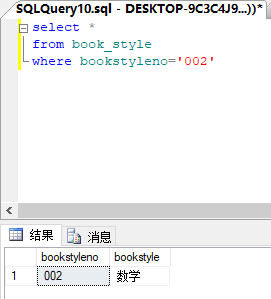 SQLQuery10.sql - DESKTOP-9C3C4J9...))*
select *
from book_style
where bookstyleno='002'
结果 消息
bookstyleno bookstyle
1 002 数学